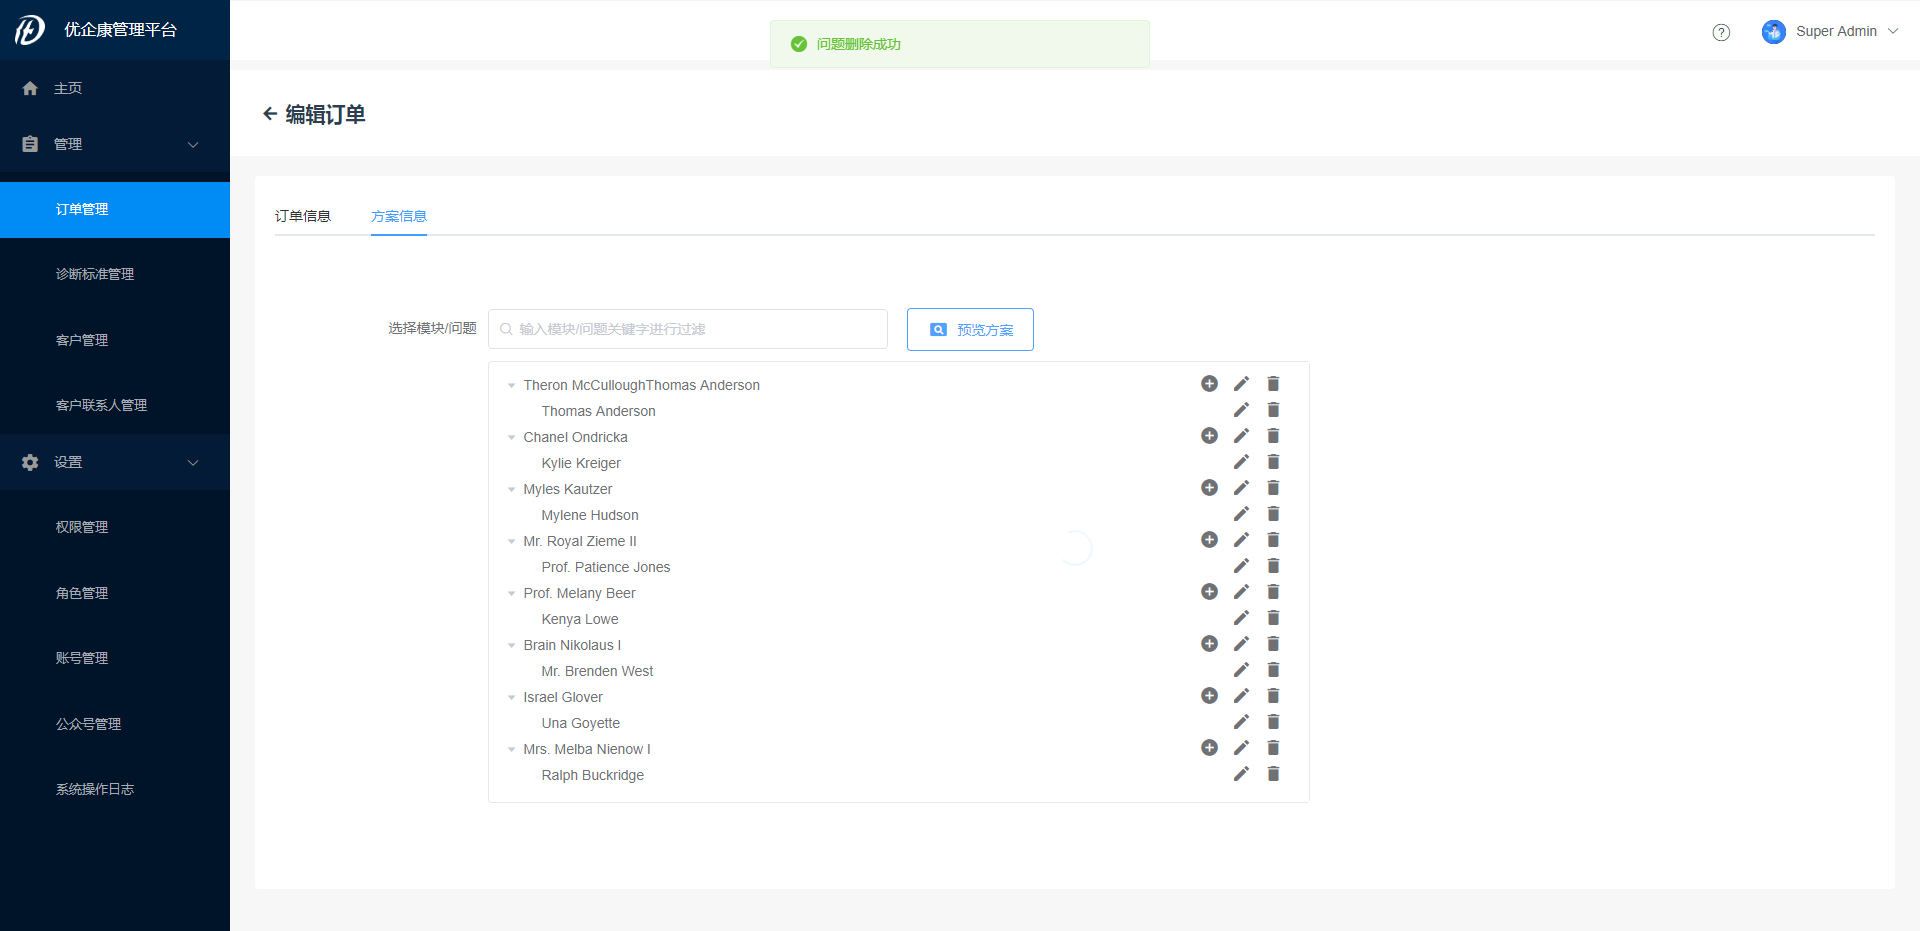 优企康管理平台
问题删除成功
Super Admin
主页
管理
订单管理
诊断标准管理
客户管理
客户联系人管理
设置
权限管理
角色管理
账号管理
公众号管理
系统操作日志
编辑订单
订单信息
方案信息
选择模块/问题
输入模块/问题关键字进行过滤
预览方案
Theron McCulloughThomas Anderson
Thomas Anderson
Chanel Ondricka
Kylie Kreiger
Myles Kautzer
Mylene Hudson
Mr. Royal Zieme II
Prof. Patience Jones
Prof. Melany Beer
Kenya Lowe
Brain Nikolaus I
Mr. Brenden West
Israel Glover
Una Goyette
Mrs. Melba Nienow I
Ralph Buckridge